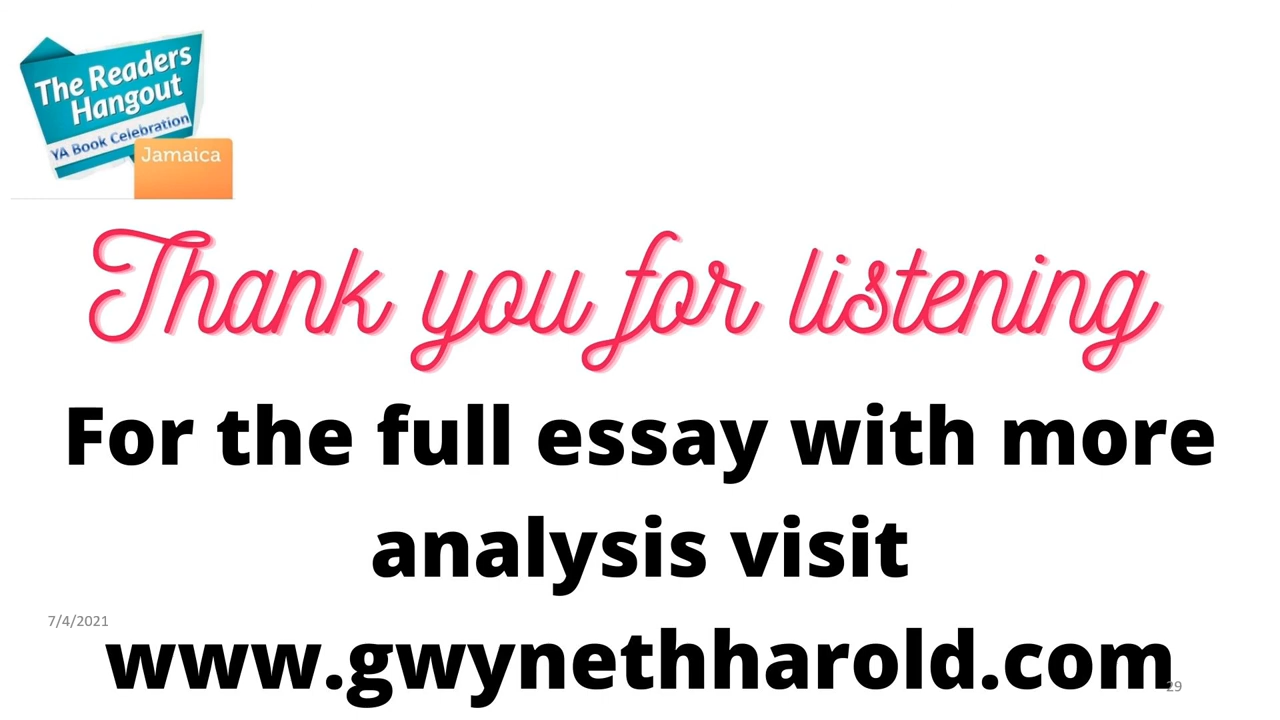 The Readers
Hangout
YA Book Celebration
Jamaica
Thank you for listening
For the full essay with more
analysis visit
7/4/2021
www.gwynethharold.com
29